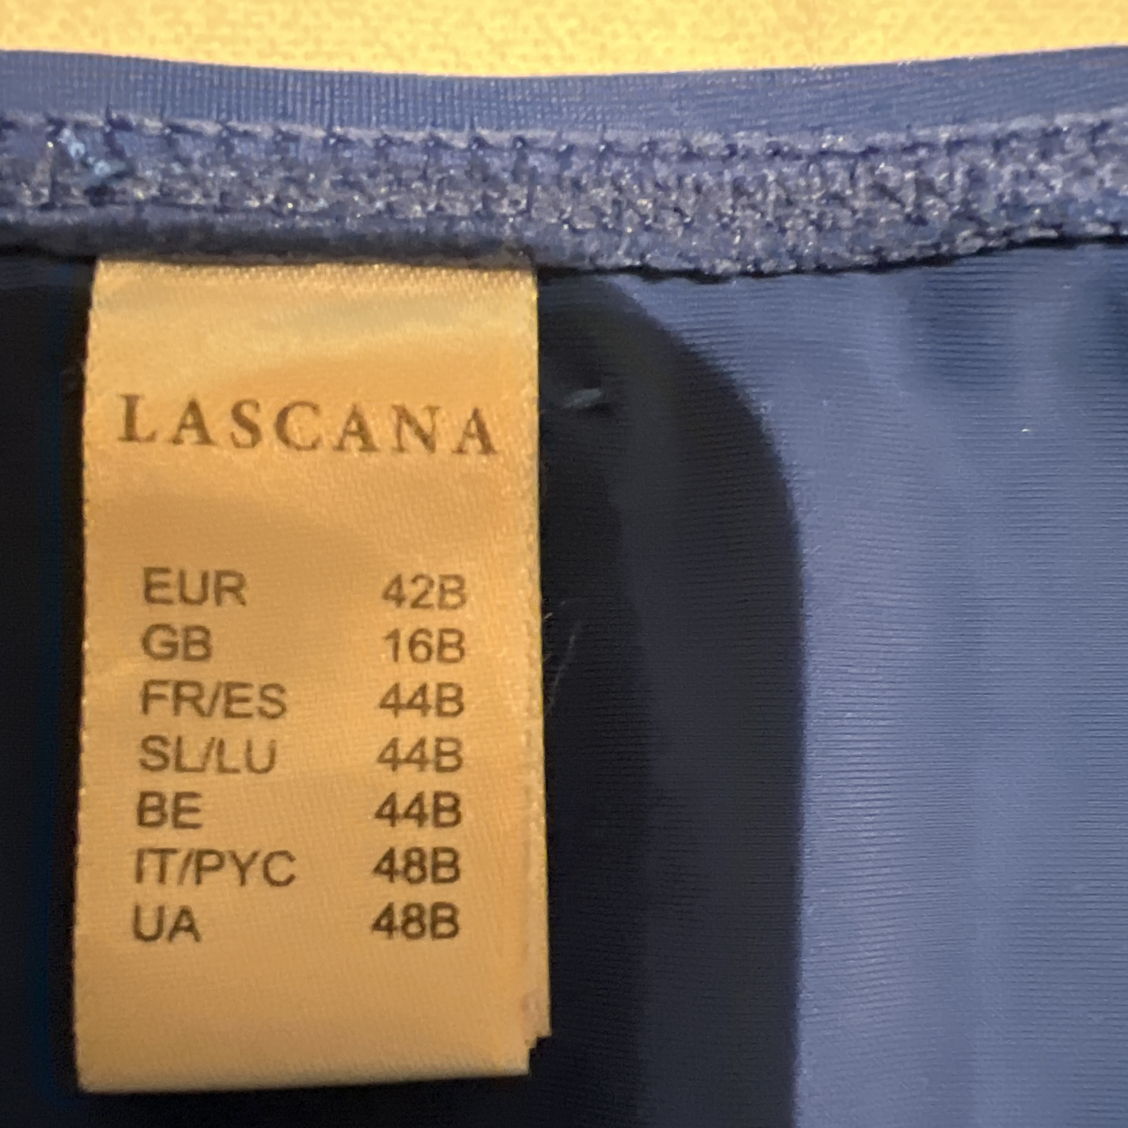 LASCANA
EUR 42B
GB 16B
FR/ES 44B
SL/LU 44B
BE 44B
IT/PYC 48B
UA 48B